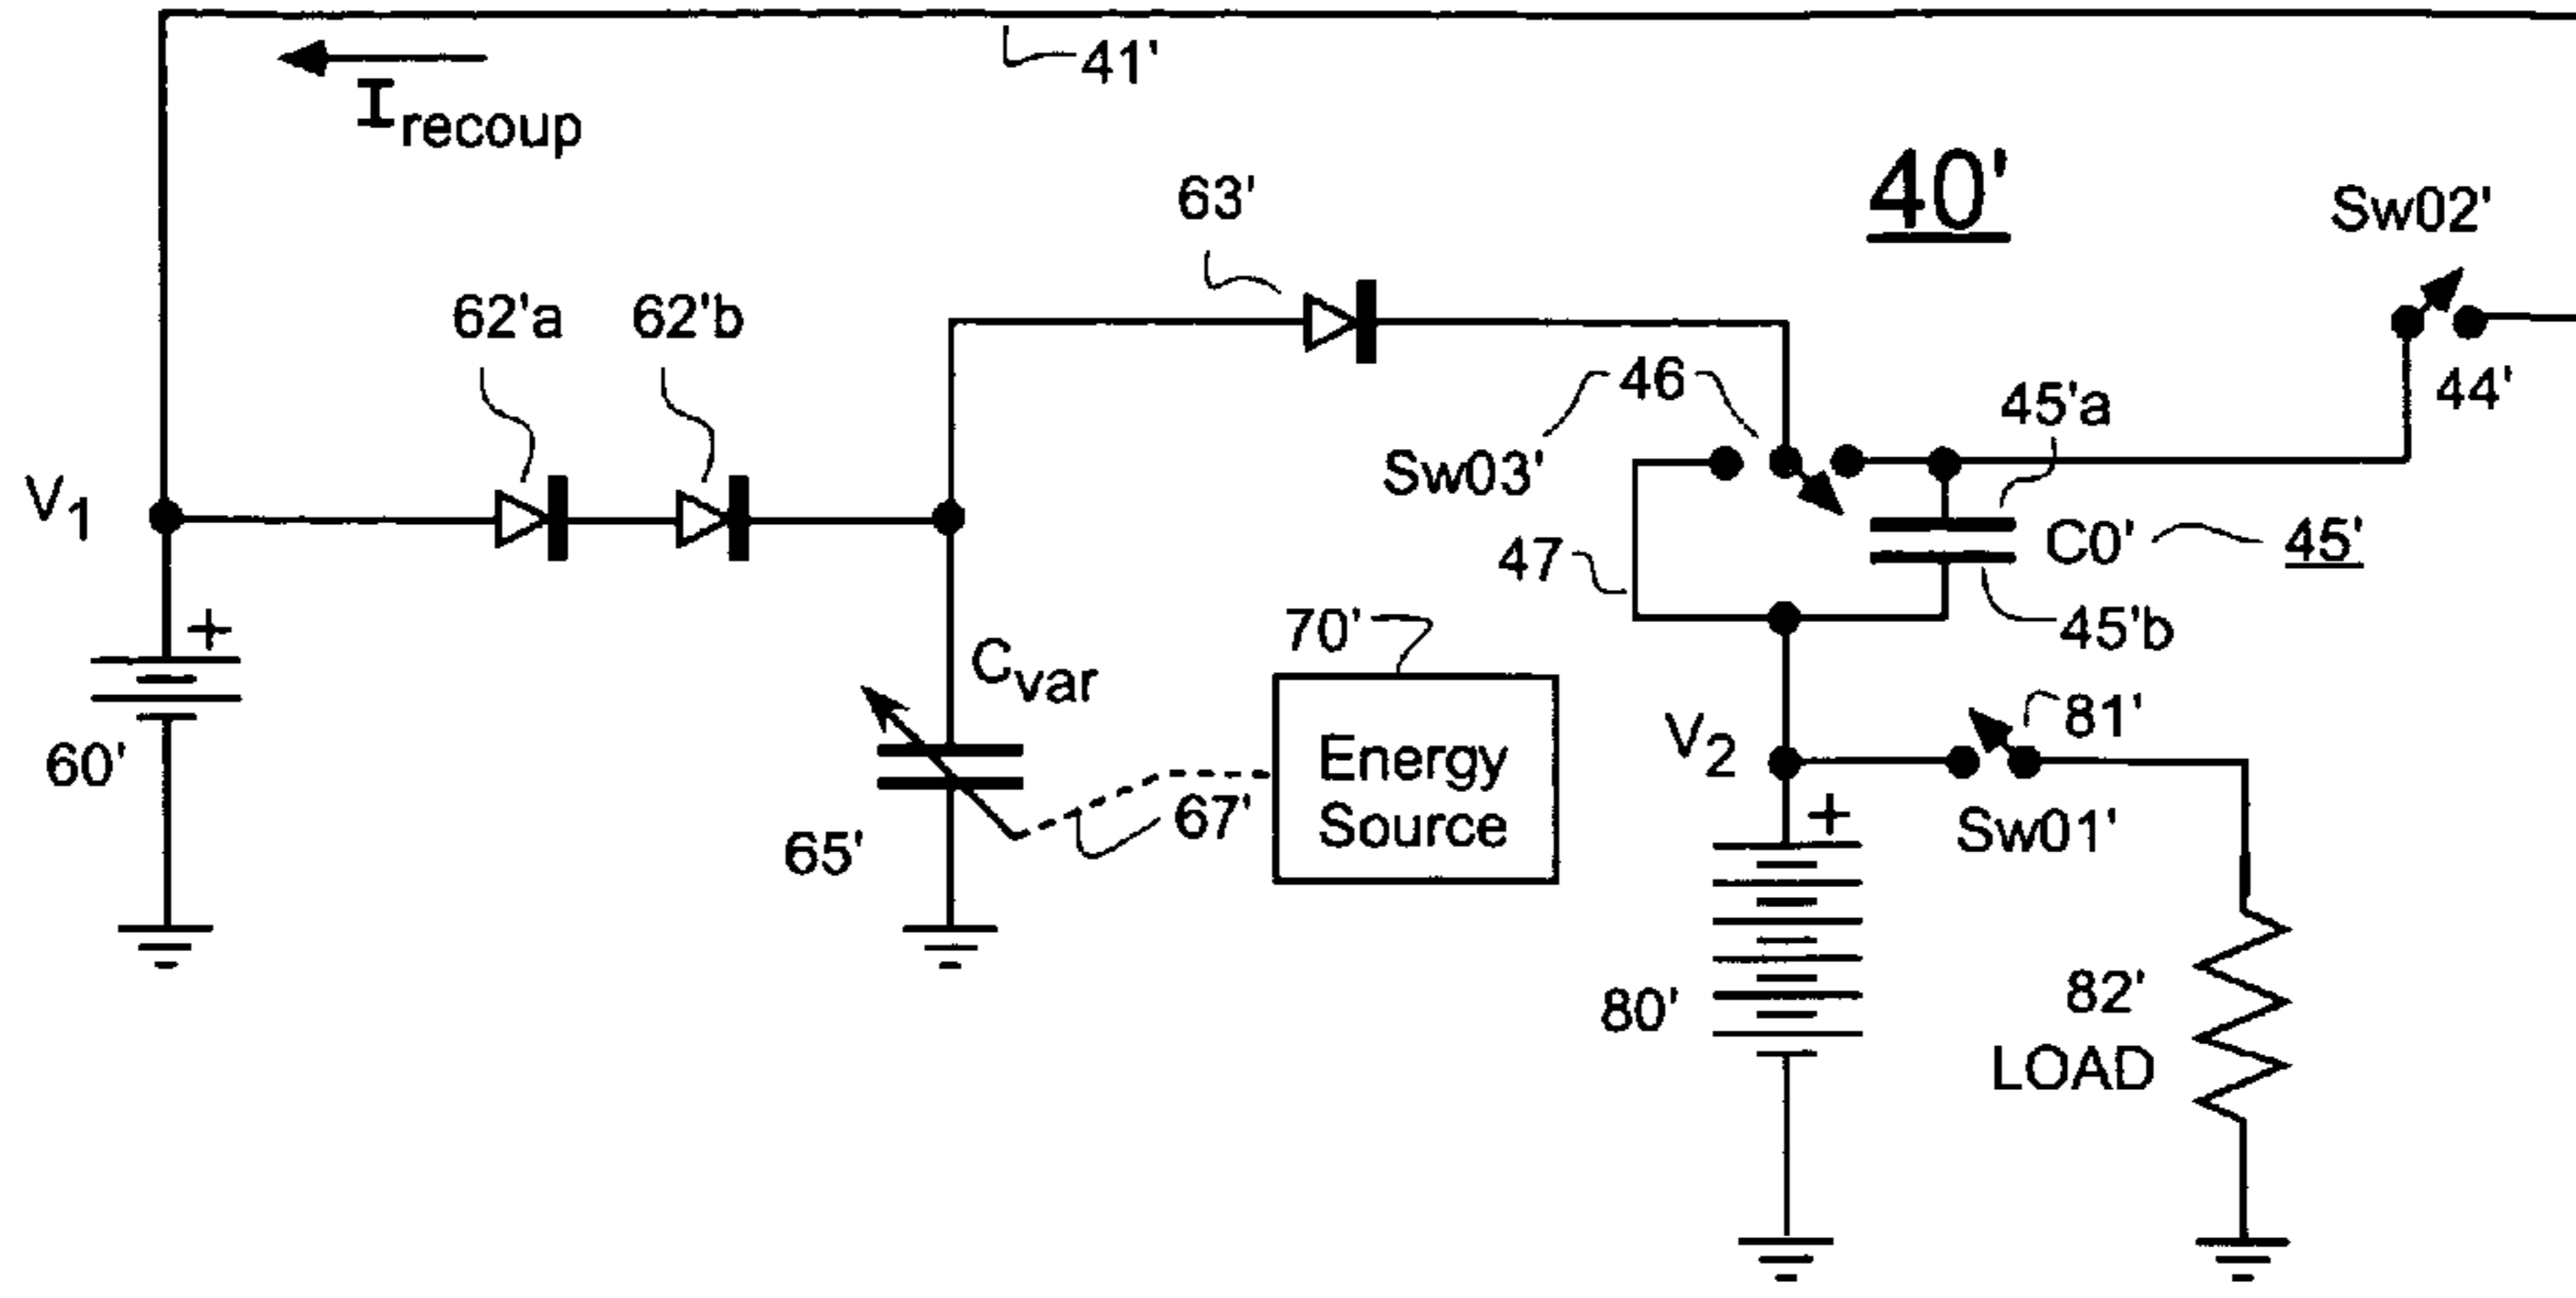 41'
I recoup
40'
63'
Sw02'
62'a
62'b
46
45'a
44'
V1
Sw03'
C0'
45'
47
+
70'
45'b
Cvar
V2
81'
60'
Energy
Source
67'
+
Sw01'
65'
80'
82'
LOAD